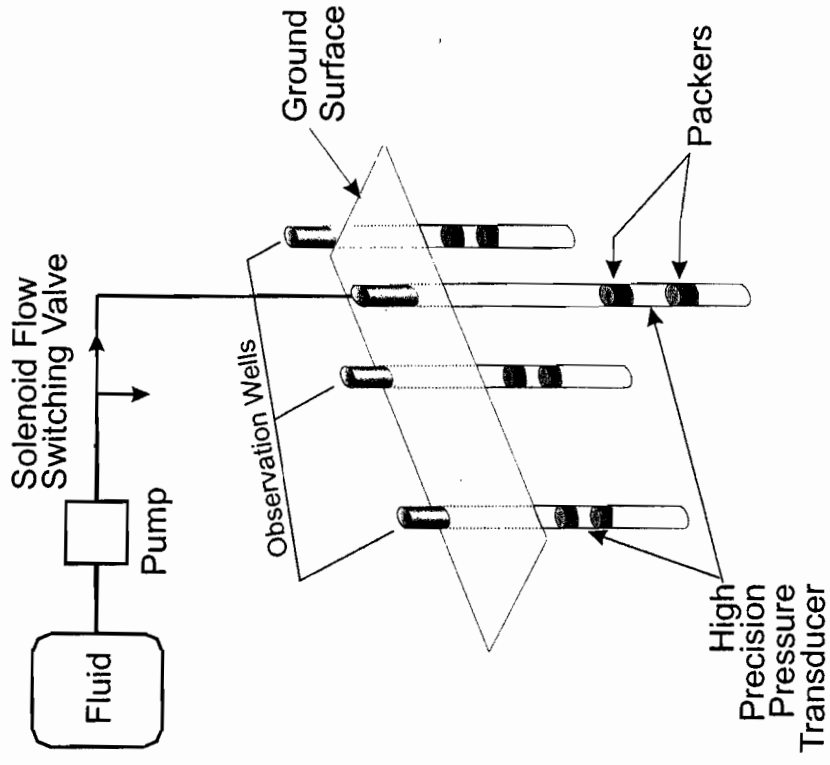 Fluid
Pump
Solenoid Flow
Switching Valve
Observation Wells
Ground
Surface
High
Precision
Pressure
Transducer
Packers